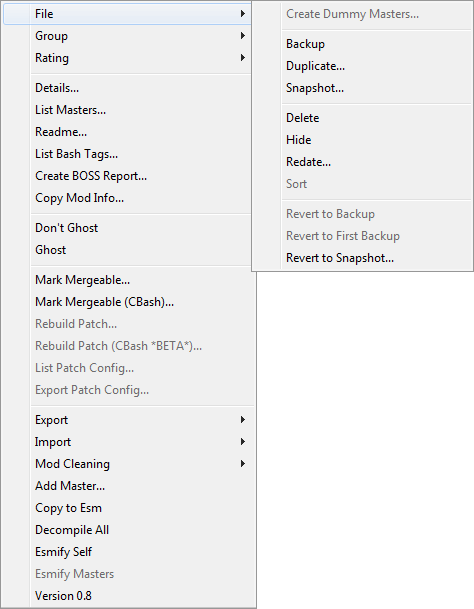 File
Group
Rating
Details...
List Masters...
Readme...
List Bash Tags...
Create BOSS Report...
Copy Mod Info...
Don't Ghost
Ghost
Mark Mergeable...
Mark Mergeable (CBash)...
Rebuild Patch...
Rebuild Patch (CBash *BETA*)...
List Patch Config...
Export Patch Config...
Export
Import
Mod Cleaning
Add Master...
Copy to Esm
Decompile All
Esmify Self
Esmify Masters
Version 0.8
Create Dummy Masters...
Backup
Duplicate...
Snapshot...
Delete
Hide
Redate...
Sort
Revert to Backup
Revert to First Backup
Revert to Snapshot...